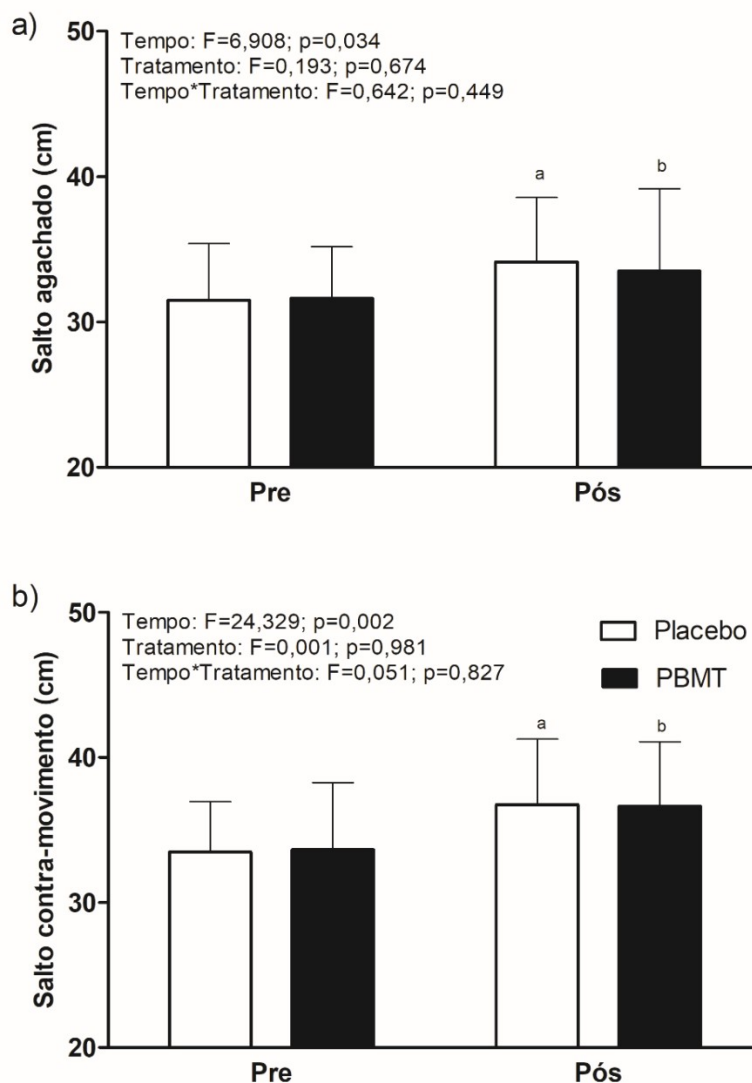 a)
Tempo: F=6,908; p=0,034
Tratamento: F=0,193; p=0,674
Tempo*Tratamento: F=0,642; p=0,449
Salto agachado (cm)
50
40
30
20
a
b
Pre
Pós
b)
Tempo: F=24,329; p=0,002
Tratamento: F=0,001; p=0,981
Tempo*Tratamento: F=0,051; p=0,827
Placebo
PBMT
Salto contra-movimento (cm)
50
40
30
20
a
b
Pre
Pós